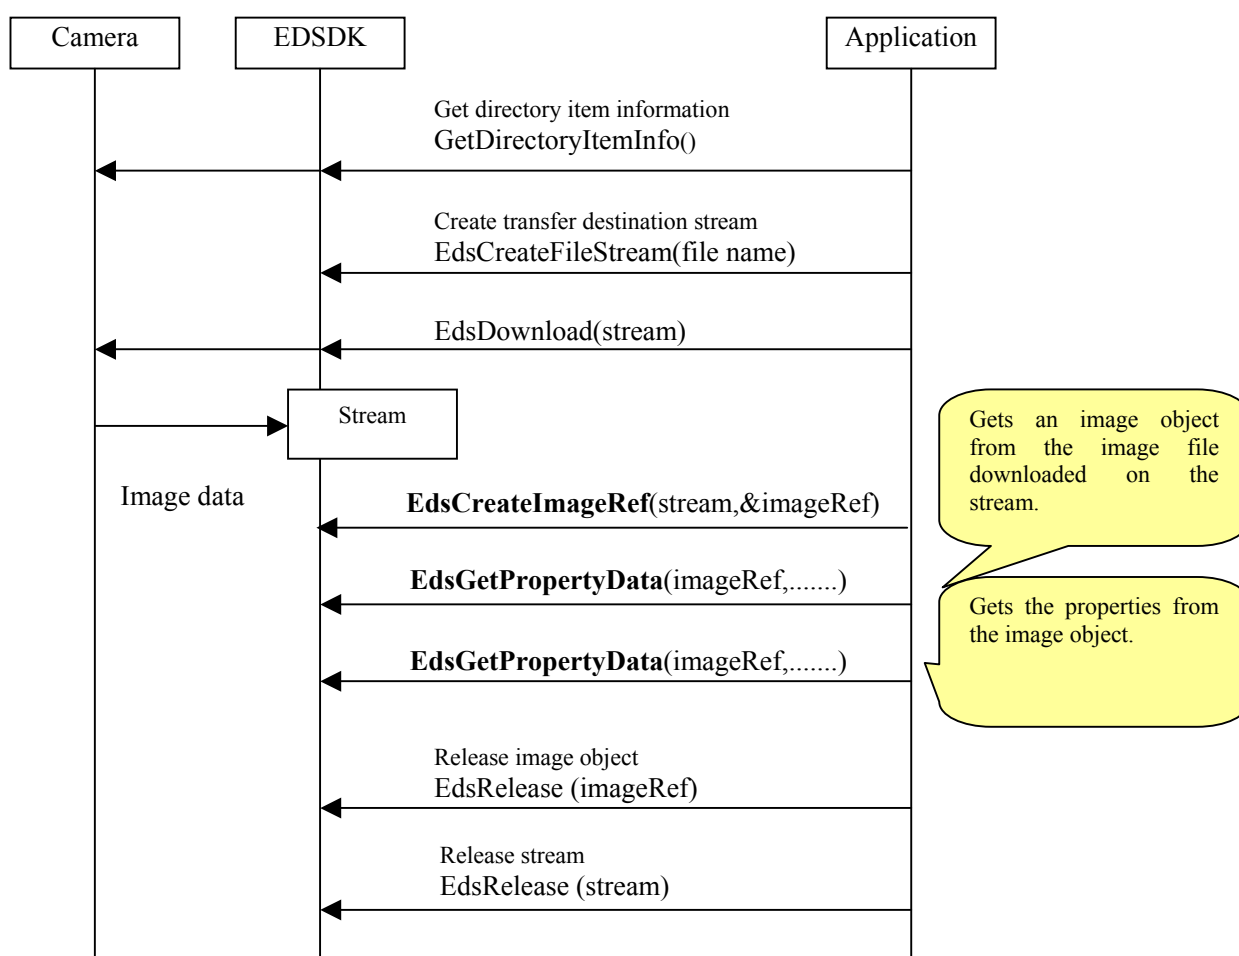 Camera
EDSDK
Application
Get directory item information
GetDirectoryItemInfo()
Create transfer destination stream
EdsCreateFileStream(file name)
EdsDownload(stream)
Stream
Image data
Gets an image object
from the image file
downloaded on the
stream.
EdsCreateImageRef(stream,&imageRef)
EdsGetPropertyData(imageRef,.......)
Gets the properties from
the image object.
EdsGetPropertyData(imageRef,.......)
Release image object
EdsRelease (imageRef)
Release stream
EdsRelease (stream)